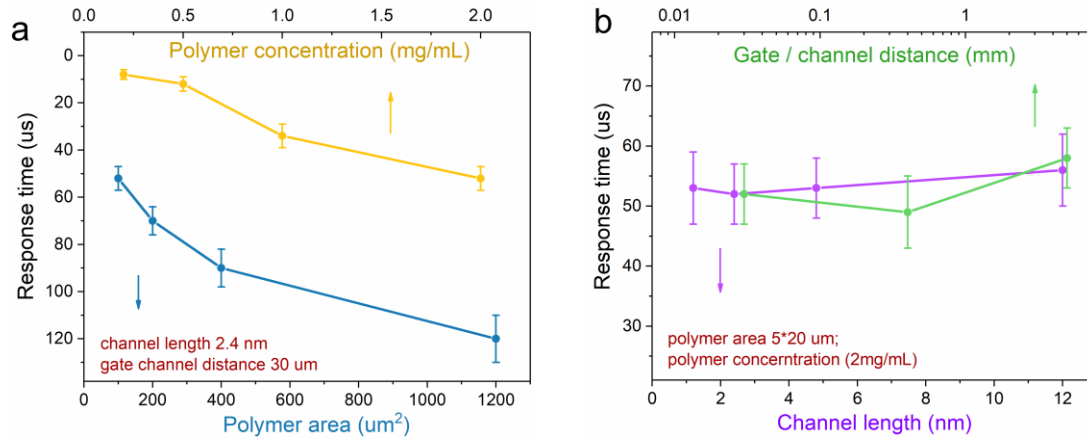 a
0.0 0.5 1.0 1.5 2.0
Polymer concentration (mg/mL)
Response time (us)
0
20
40
60
80
100
120
channel length 2.4 nm
gate channel distance 30 um
200 400 600 800 1000 1200
Polymer area (um²)
b
0.01 0.1 1
Gate / channel distance (mm)
Response time (us)
70
60
50
40
30
polymer area 5*20 um;
polymer concerntration (2mg/mL)
0 2 4 6 8 10 12
Channel length (nm)